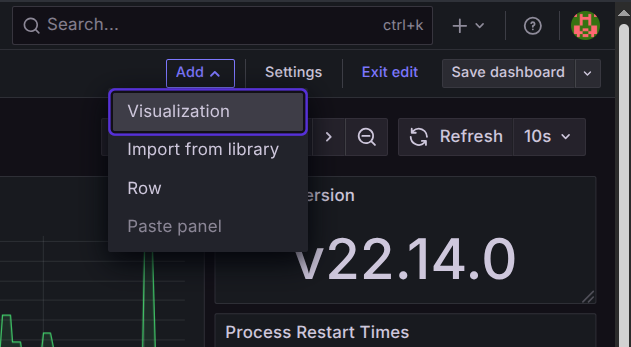 Search... ctrl+k
Add Settings Exit edit Save dashboard
Visualization
Import from library
Refresh 10s
Row
ersion
Paste panel
v22.14.0
Process Restart Times